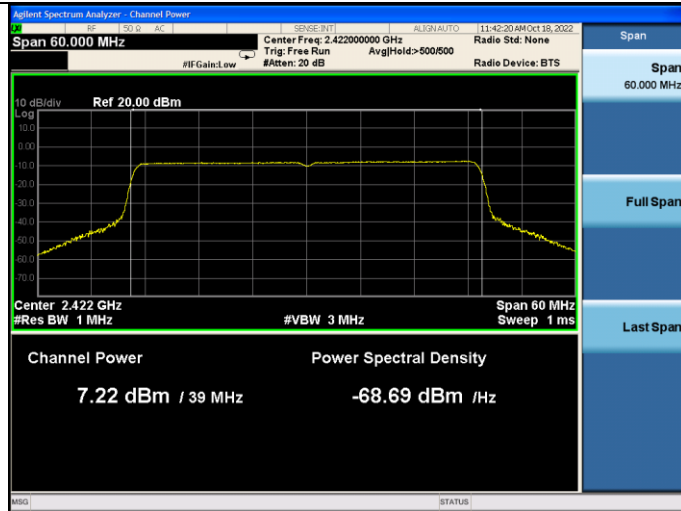 Agilent Spectrum Analyzer - Channel Power
RF 50 Ω AC SENSE:INT ALIGN AUTO 11:42:20 AM Oct 18, 2022
Span 60.000 MHz
Center Freq: 2.422000000 GHz
Radio Std: None
Trig: Free Run Avg|Hold:>500/500
#IFGain:Low #Atten: 20 dB Radio Device: BTS
10 dB/div Ref 20.00 dBm
Log
10.0
0.00
-10.0
-20.0
-30.0
-40.0
-50.0
-60.0
-70.0
Center 2.422 GHz Span 60 MHz
#Res BW 1 MHz #VBW 3 MHz Sweep 1 ms
Channel Power Power Spectral Density
7.22 dBm / 39 MHz -68.69 dBm /Hz
MSG STATUS
Span
Span
60.000 MHz
Full Span
Last Span